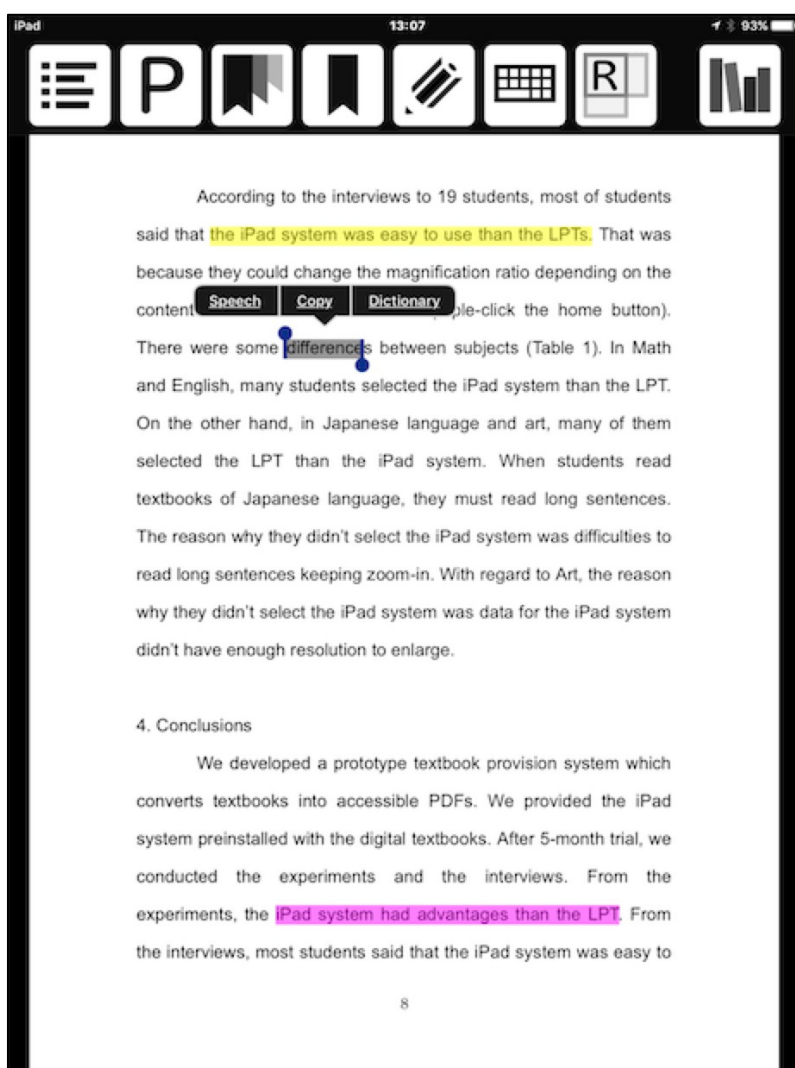 iPad 13:07 93%
P R
According to the interviews to 19 students, most of students
said that the iPad system was easy to use than the LPTs. That was
because they could change the magnification ratio depending on the
Speech Copy Dictionary
content ple-click the home button).
There were some differences between subjects (Table 1). In Math
and English, many students selected the iPad system than the LPT.
On the other hand, in Japanese language and art, many of them
selected the LPT than the iPad system. When students read
textbooks of Japanese language, they must read long sentences.
The reason why they didn't select the iPad system was difficulties to
read long sentences keeping zoom-in. With regard to Art, the reason
why they didn't select the iPad system was data for the iPad system
didn't have enough resolution to enlarge.
4. Conclusions
We developed a prototype textbook provision system which
converts textbooks into accessible PDFs. We provided the iPad
system preinstalled with the digital textbooks. After 5-month trial, we
conducted the experiments and the interviews. From the
experiments, the iPad system had advantages than the LPT. From
the interviews, most students said that the iPad system was easy to
8